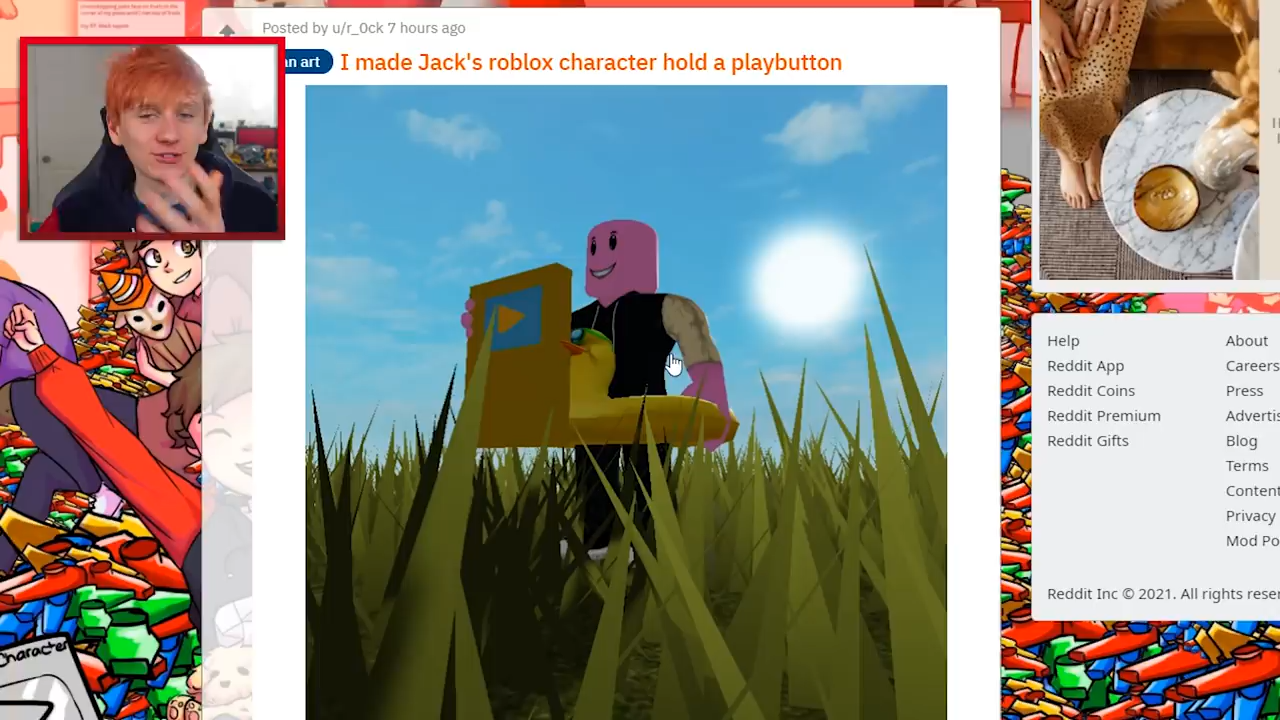 Posted by u/r_0ck 7 hours ago
an art
I made Jack's roblox character hold a playbutton
Help
About
Reddit App
Careers
Reddit Coins
Press
Reddit Premium
Adverti
Reddit Gifts
Blog
Terms
Content
Privacy
Mod Po
Reddit Inc © 2021. All rights reser
Character